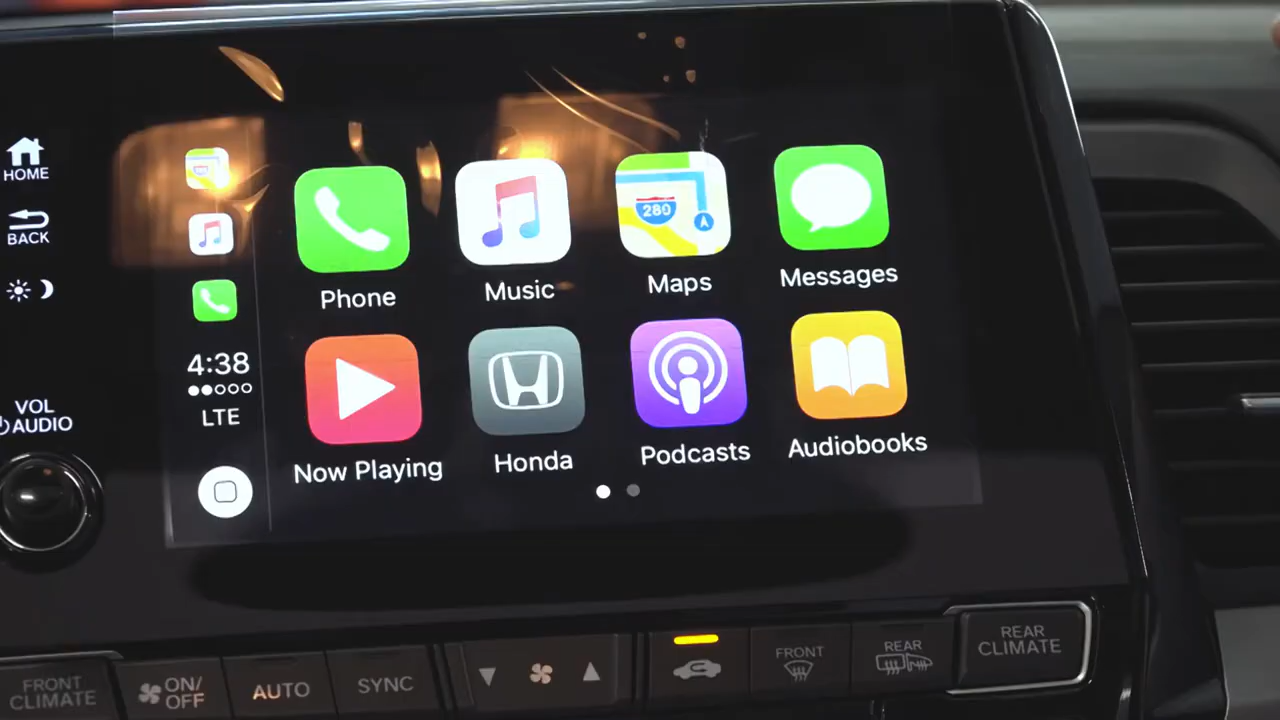 HOME
BACK
VOL
AUDIO
4:38
LTE
Phone
Music
280
Maps
Messages
Now Playing
Honda
Podcasts
Audiobooks
FRONT
CLIMATE
ON/
OFF
AUTO
SYNC
FRONT
REAR
REAR
CLIMATE